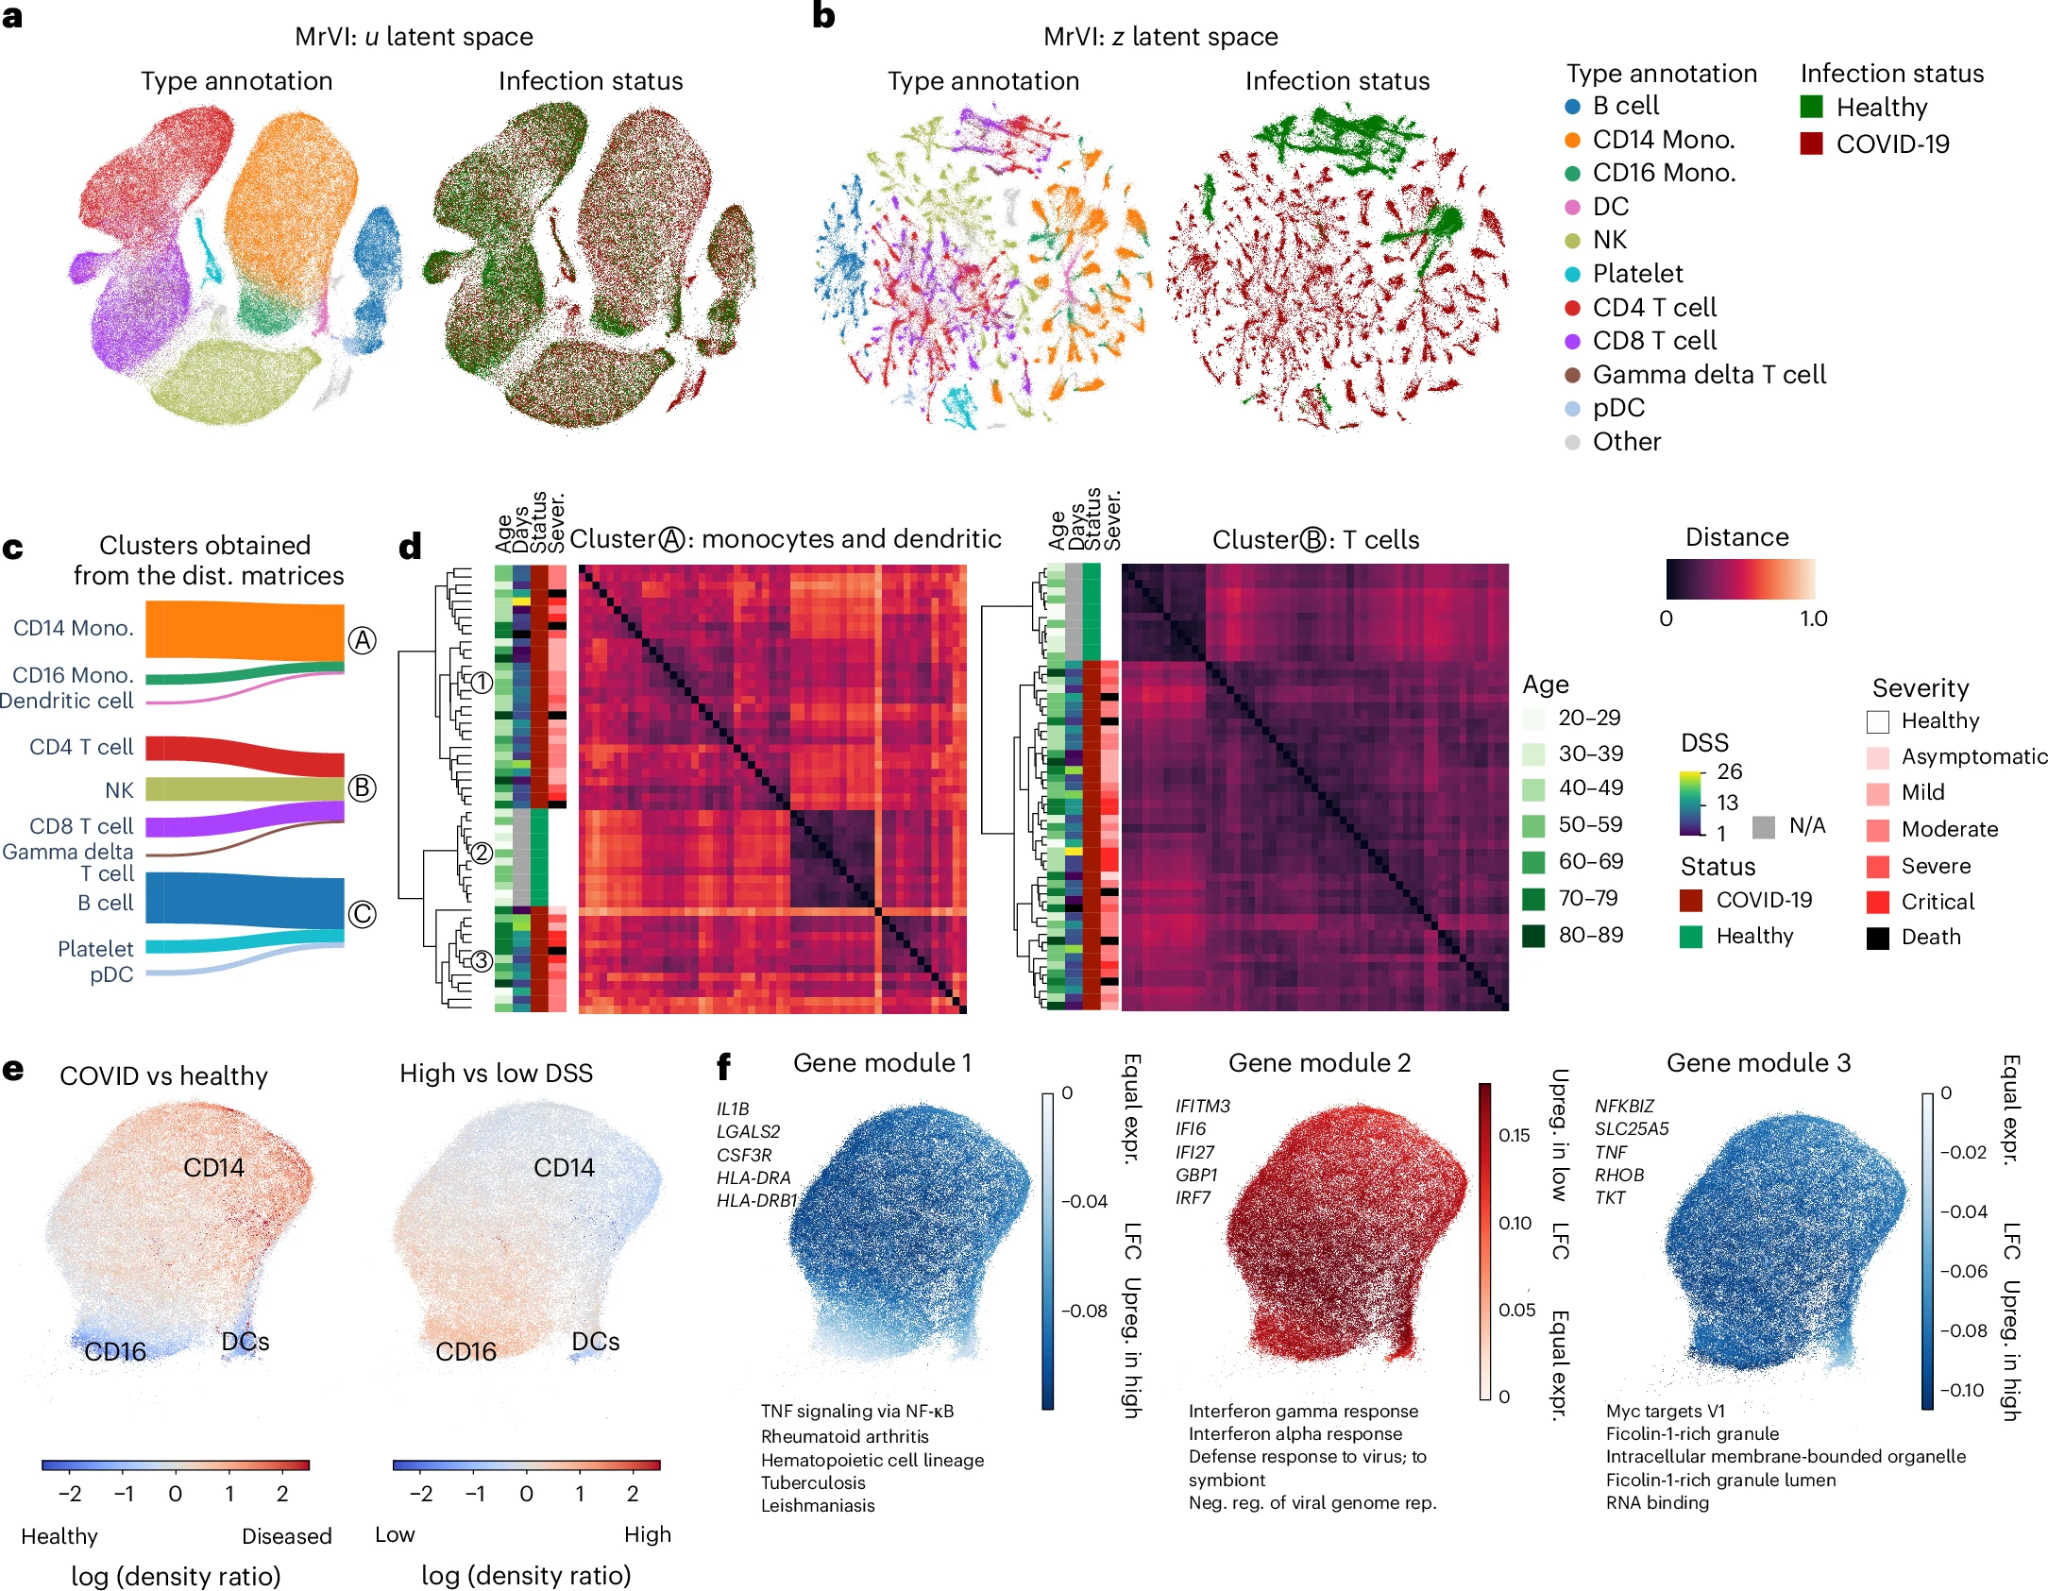 a
MrVI: u latent space
Type annotation
Infection status
b
MrVI: z latent space
Type annotation
Infection status
Type annotation
B cell
CD14 Mono.
CD16 Mono.
DC
NK
Platelet
CD4 T cell
CD8 T cell
Gamma delta T cell
pDC
Other
Infection status
Healthy
COVID-19
c
Clusters obtained
from the dist. matrices
CD14 Mono.
CD16 Mono.
Dendritic cell
CD4 T cell
NK
CD8 T cell
Gamma delta
T cell
B cell
Platelet
pDC
A
B
C
d
Age
Days
Status
Sever.
Cluster Ⓐ: monocytes and dendritic
1
2
3
Age
Days
Status
Sever.
Cluster Ⓑ: T cells
Distance
0
1.0
Age
20–29
30–39
40–49
50–59
60–69
70–79
80–89
DSS
26
13
1
N/A
Status
COVID-19
Healthy
Severity
Healthy
Asymptomatic
Mild
Moderate
Severe
Critical
Death
e
COVID vs healthy
CD14
CD16
DCs
−2
−1
0
1
2
Healthy
Diseased
log (density ratio)
High vs low DSS
CD14
CD16
DCs
−2
−1
0
1
2
Low
High
log (density ratio)
f
Gene module 1
IL1B
LGALS2
CSF3R
HLA-DRA
HLA-DRB1
0
−0.04
−0.08
Equal expr.
LFC
Upreg. in high
TNF signaling via NF-κB
Rheumatoid arthritis
Hematopoietic cell lineage
Tuberculosis
Leishmaniasis
Gene module 2
IFITM3
IFI6
IFI27
GBP1
IRF7
0.15
0.10
0.05
0
Upreg. in low
LFC
Equal expr.
Interferon gamma response
Interferon alpha response
Defense response to virus; to
symbiont
Neg. reg. of viral genome rep.
Gene module 3
NFKBIZ
SLC25A5
TNF
RHOB
TKT
0
−0.02
−0.04
−0.06
−0.08
−0.10
Equal expr.
LFC
Upreg. in high
Myc targets V1
Ficolin-1-rich granule
Intracellular membrane-bounded organelle
Ficolin-1-rich granule lumen
RNA binding